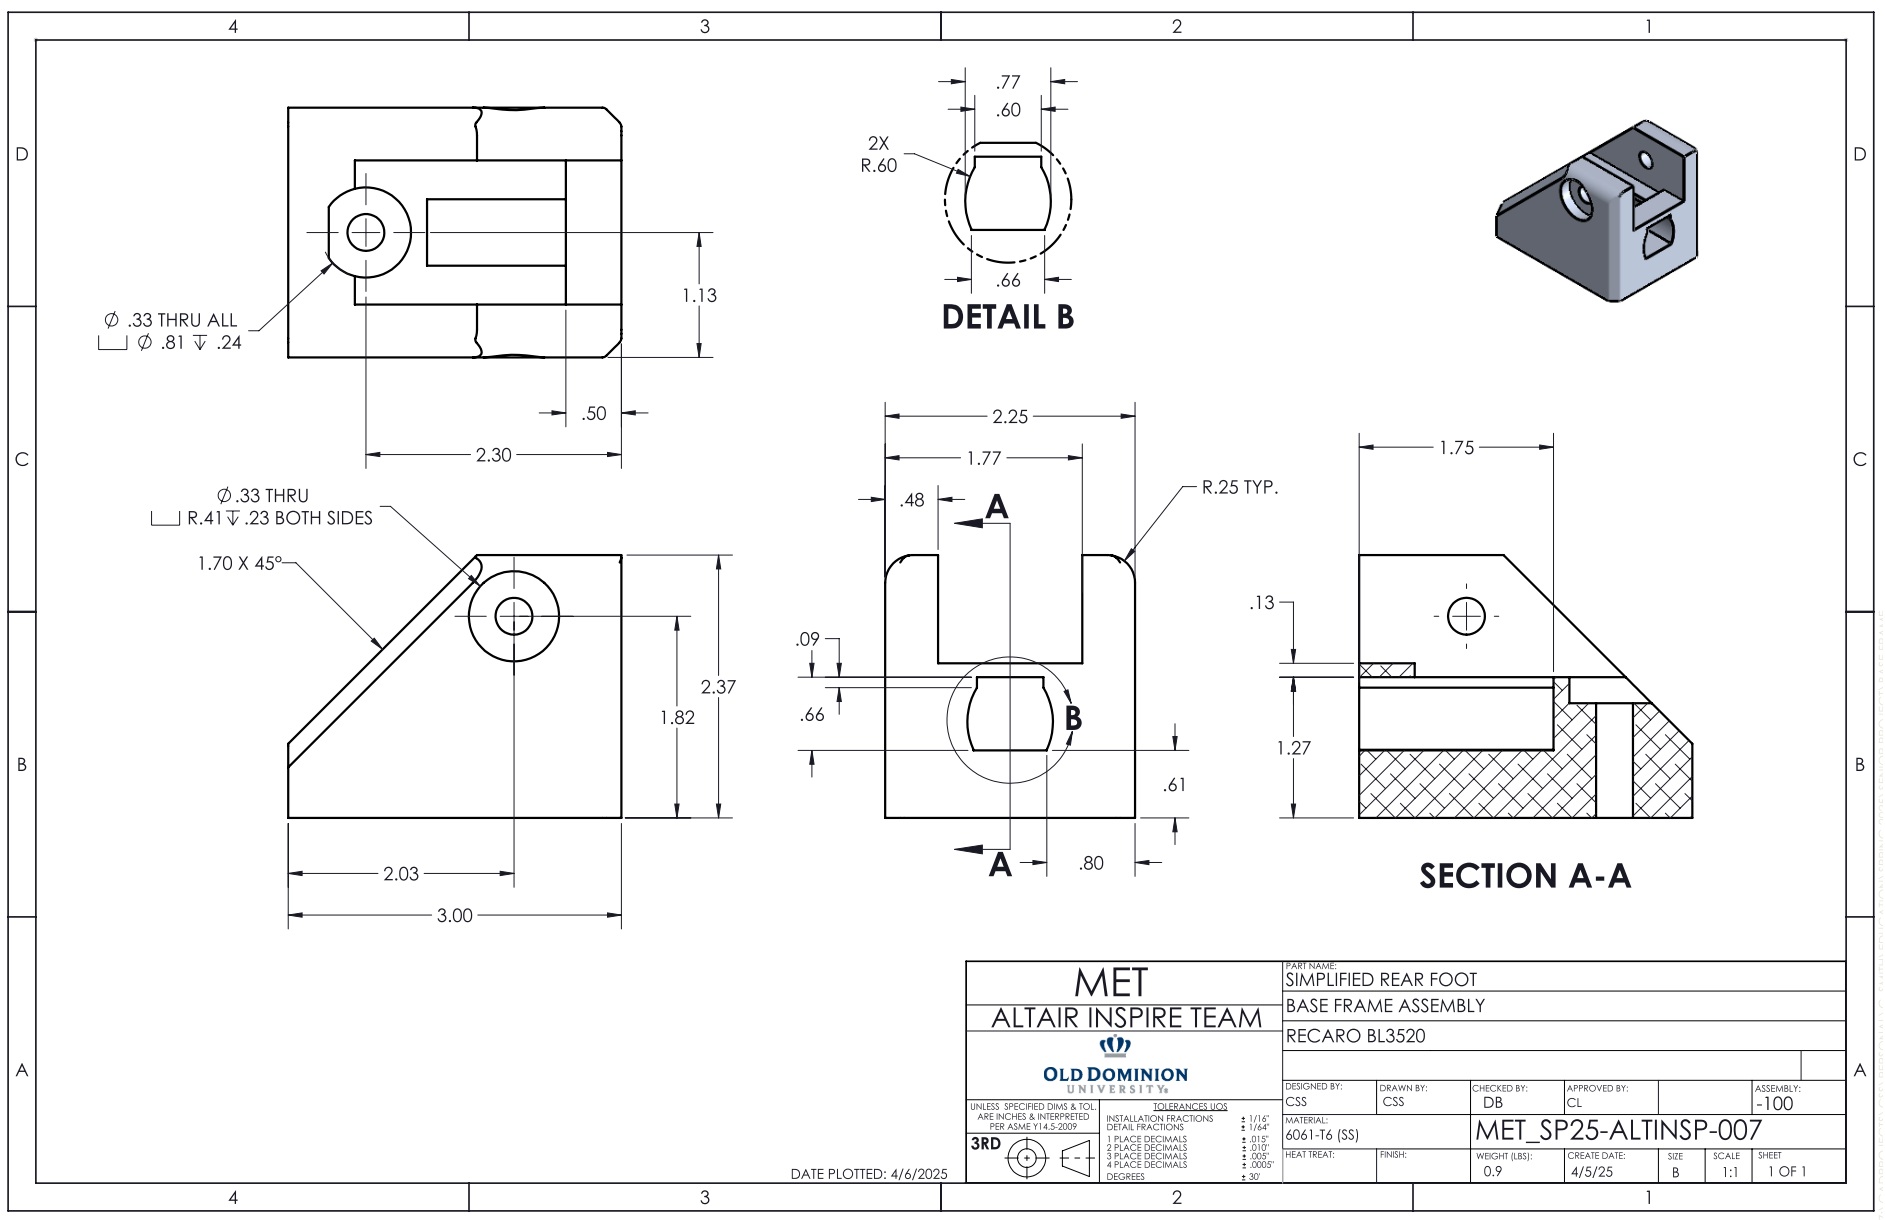 4 3 2 1
D
C
B
A
D
C
B
A
⌀ .33 THRU ALL
⌴ ⌀ .81 ↧ .24
1.13
.50
2.30
.77
.60
2X
R.60
.66
DETAIL B
⌀.33 THRU
⌴ R.41↧.23 BOTH SIDES
1.70 X 45°
2.37
1.82
2.03
3.00
2.25
1.77
.48
A
R.25 TYP.
.09
.66
B
.61
A
.80
1.75
.13
1.27
SECTION A-A
MET
ALTAIR INSPIRE TEAM
OLD DOMINION
UNIVERSITY®
UNLESS SPECIFIED DIMS & TOL.
ARE INCHES & INTERPRETED
PER ASME Y14.5-2009
3RD
TOLERANCES UOS
INSTALLATION FRACTIONS ± 1/16"
DETAIL FRACTIONS ± 1/64"
1 PLACE DECIMALS ± .015"
2 PLACE DECIMALS ± .010"
3 PLACE DECIMALS ± .005"
4 PLACE DECIMALS ± .0005"
DEGREES ± 30'
PART NAME:
SIMPLIFIED REAR FOOT
BASE FRAME ASSEMBLY
RECARO BL3520
DESIGNED BY:
CSS
DRAWN BY:
CSS
CHECKED BY:
DB
APPROVED BY:
CL
ASSEMBLY:
-100
MATERIAL:
6061-T6 (SS)
MET_SP25-ALTINSP-007
HEAT TREAT:
FINISH:
WEIGHT (LBS):
0.9
CREATE DATE:
4/5/25
SIZE
B
SCALE
1:1
SHEET
1 OF 1
DATE PLOTTED: 4/6/2025
4 3 2 1